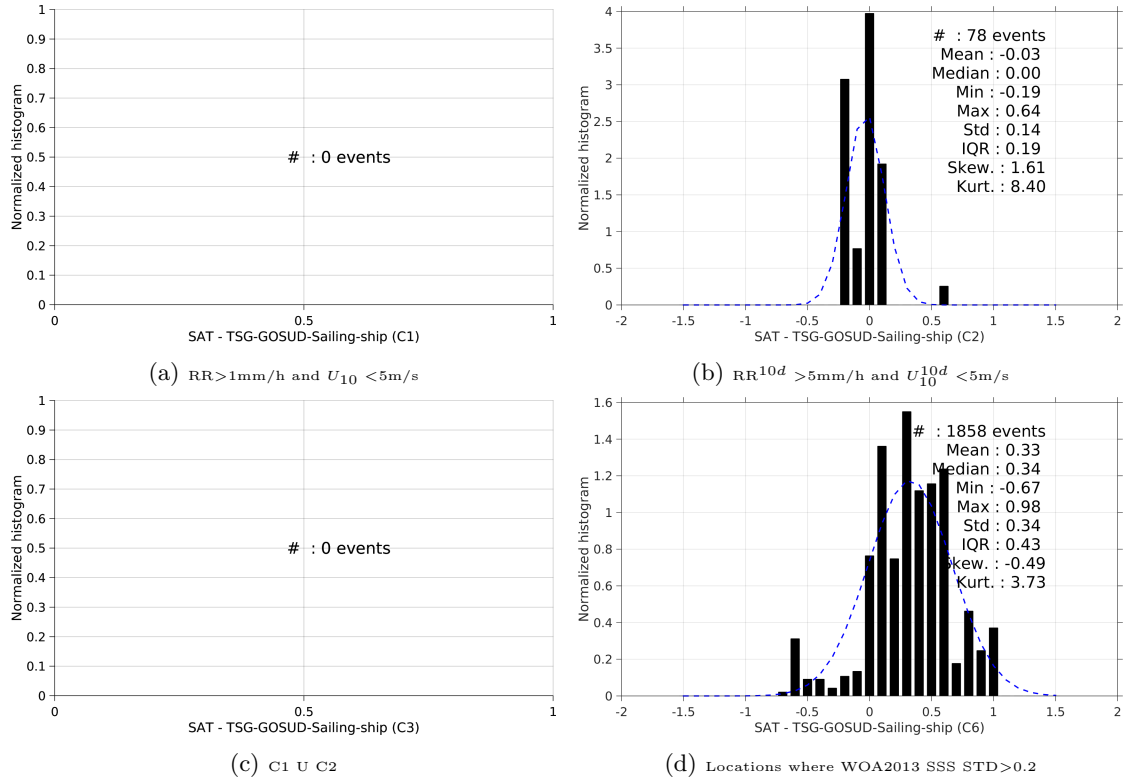 1
0.9
0.8
0.7
0.6
0.5
0.4
0.3
0.2
0.1
0
Normalized histogram
# : 0 events
0 0.5 1
SAT - TSG-GOSUD-Sailing-ship (C1)
(a) RR>1mm/h and U10 <5m/s
4
3.5
3
2.5
2
1.5
1
0.5
0
Normalized histogram
# : 78 events
Mean : -0.03
Median : 0.00
Min : -0.19
Max : 0.64
Std : 0.14
IQR : 0.19
Skew. : 1.61
Kurt. : 8.40
-2 -1.5 -1 -0.5 0 0.5 1 1.5 2
SAT - TSG-GOSUD-Sailing-ship (C2)
(b) RR^10d >5mm/h and U10^10d <5m/s
1
0.9
0.8
0.7
0.6
0.5
0.4
0.3
0.2
0.1
0
Normalized histogram
# : 0 events
0 0.5 1
SAT - TSG-GOSUD-Sailing-ship (C3)
(c) C1 U C2
1.6
1.4
1.2
1
0.8
0.6
0.4
0.2
0
Normalized histogram
# : 1858 events
Mean : 0.33
Median : 0.34
Min : -0.67
Max : 0.98
Std : 0.34
IQR : 0.43
Skew. : -0.49
Kurt. : 3.73
-2 -1.5 -1 -0.5 0 0.5 1 1.5 2
SAT - TSG-GOSUD-Sailing-ship (C6)
(d) Locations where WOA2013 SSS STD>0.2